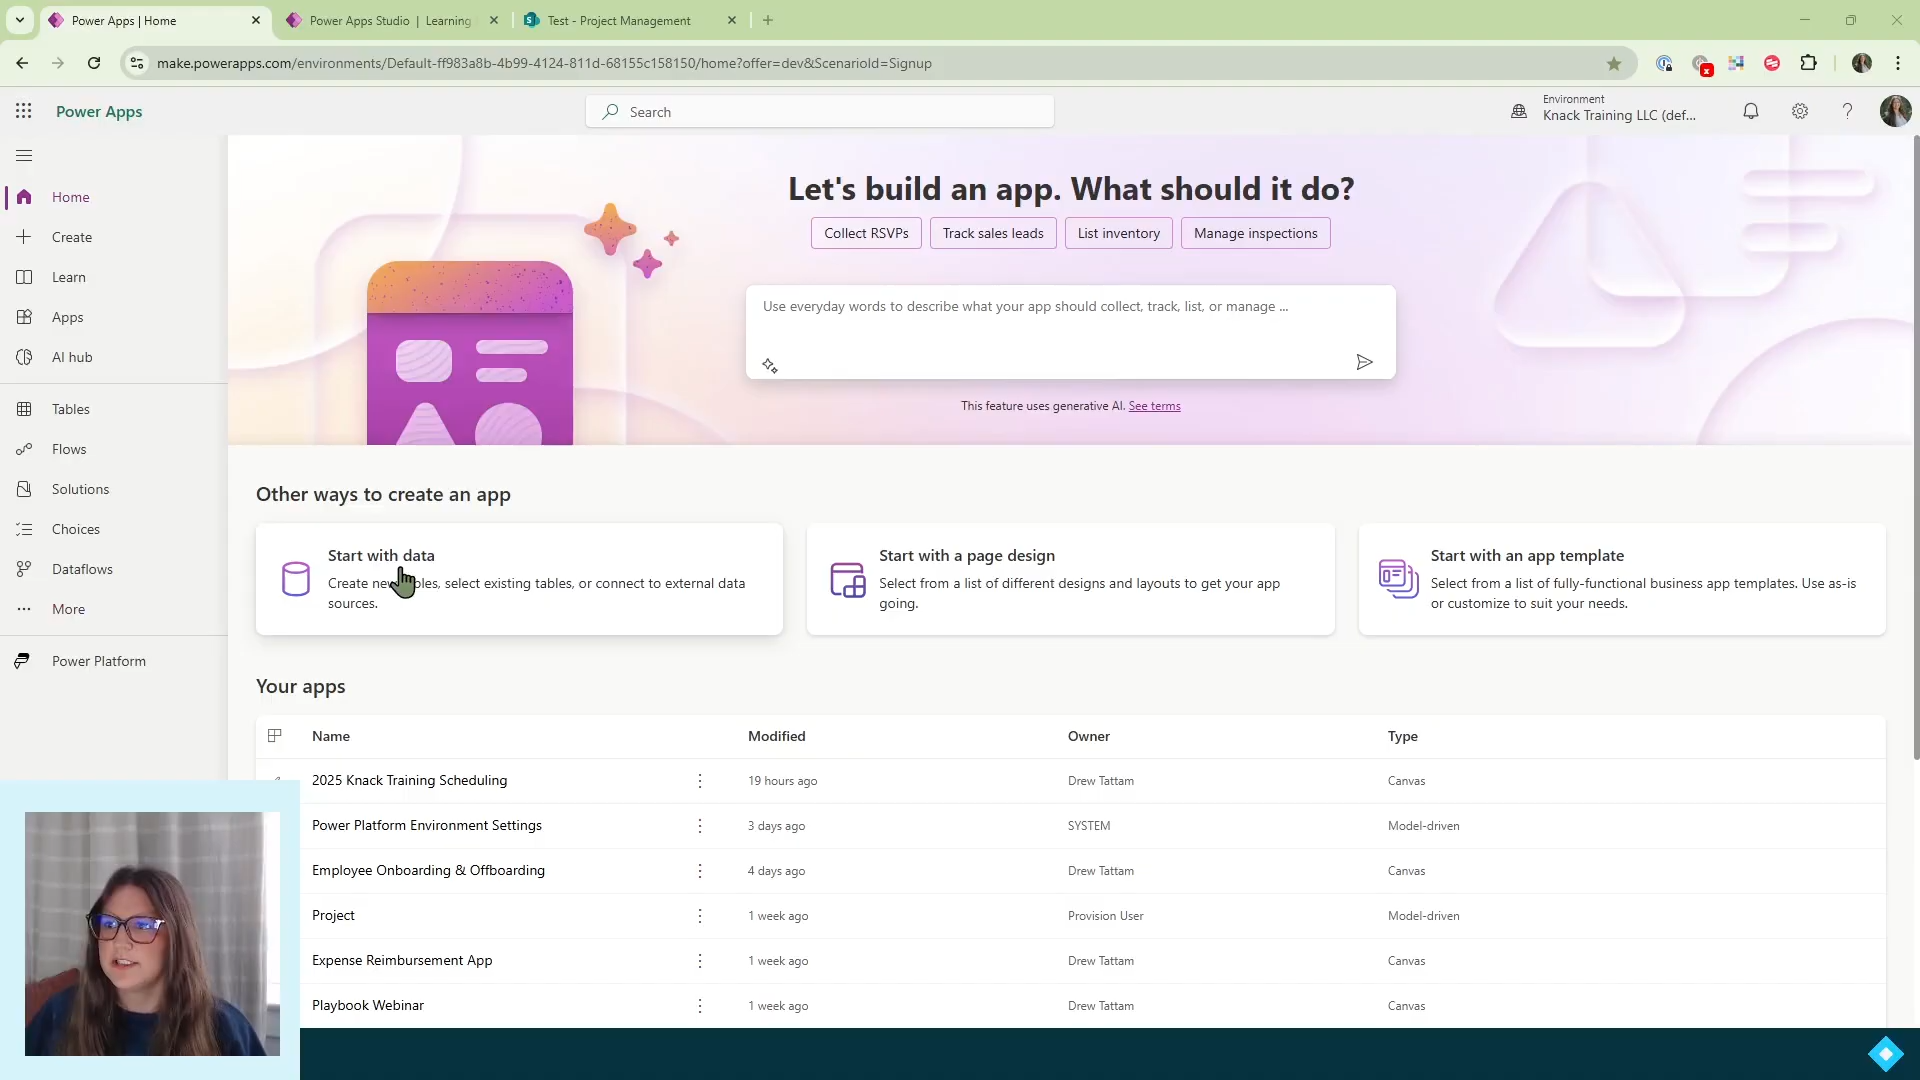 Power Apps | Home
Power Apps Studio | Learning
Test - Project Management
make.powerapps.com/environments/Default-ff983a8b-4b99-4124-811d-68155c158150/home?offer=dev&ScenarioId=Signup
Power Apps
Search
Environment
Knack Training LLC (def...
Home
Create
Learn
Apps
AI hub
Tables
Flows
Solutions
Choices
Dataflows
More
Power Platform
Let's build an app. What should it do?
Collect RSVPs
Track sales leads
List inventory
Manage inspections
Use everyday words to describe what your app should collect, track, list, or manage ...
This feature uses generative AI. See terms
Other ways to create an app
Start with data
Create new tables, select existing tables, or connect to external data
sources.
Start with a page design
Select from a list of different designs and layouts to get your app
going.
Start with an app template
Select from a list of fully-functional business app templates. Use as-is
or customize to suit your needs.
Your apps
Name Modified Owner Type
2025 Knack Training Scheduling 19 hours ago Drew Tattam Canvas
Power Platform Environment Settings 3 days ago SYSTEM Model-driven
Employee Onboarding & Offboarding 4 days ago Drew Tattam Canvas
Project 1 week ago Provision User Model-driven
Expense Reimbursement App 1 week ago Drew Tattam Canvas
Playbook Webinar 1 week ago Drew Tattam Canvas